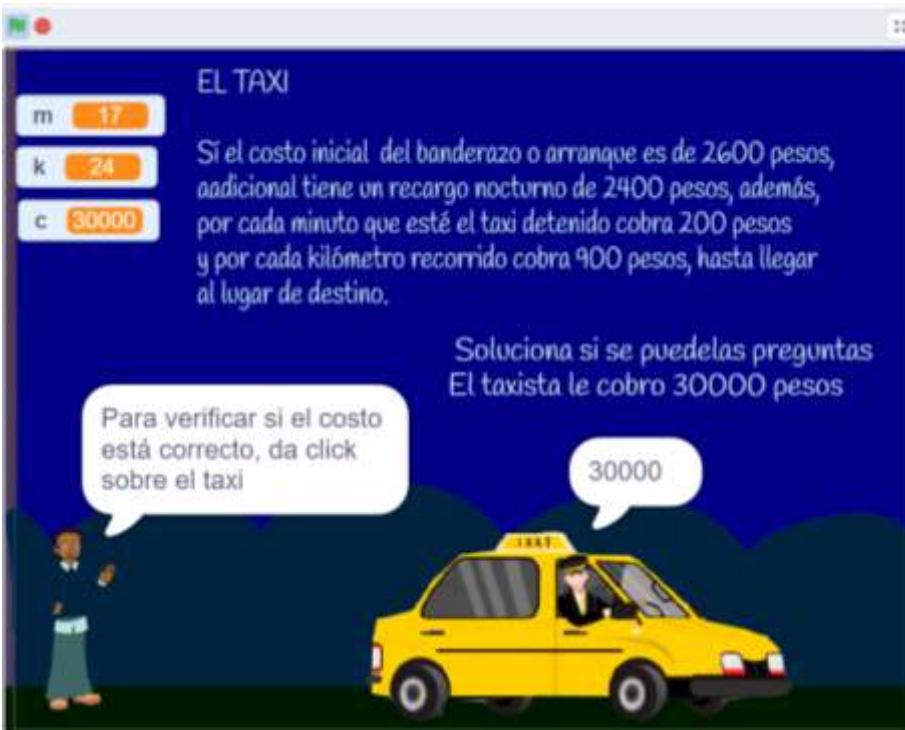 EL TAXI
m 17
k 24
c 30000
Sí el costo inicial del banderazo o arranque es de 2600 pesos,
aadicional tiene un recargo nocturno de 2400 pesos, además,
por cada minuto que esté el taxi detenido cobra 200 pesos
y por cada kilómetro recorrido cobra 900 pesos, hasta llegar
al lugar de destino.
Soluciona si se puedelas preguntas
El taxista le cobro 30000 pesos
Para verificar si el costo
está correcto, da click
sobre el taxi
30000
TAXI